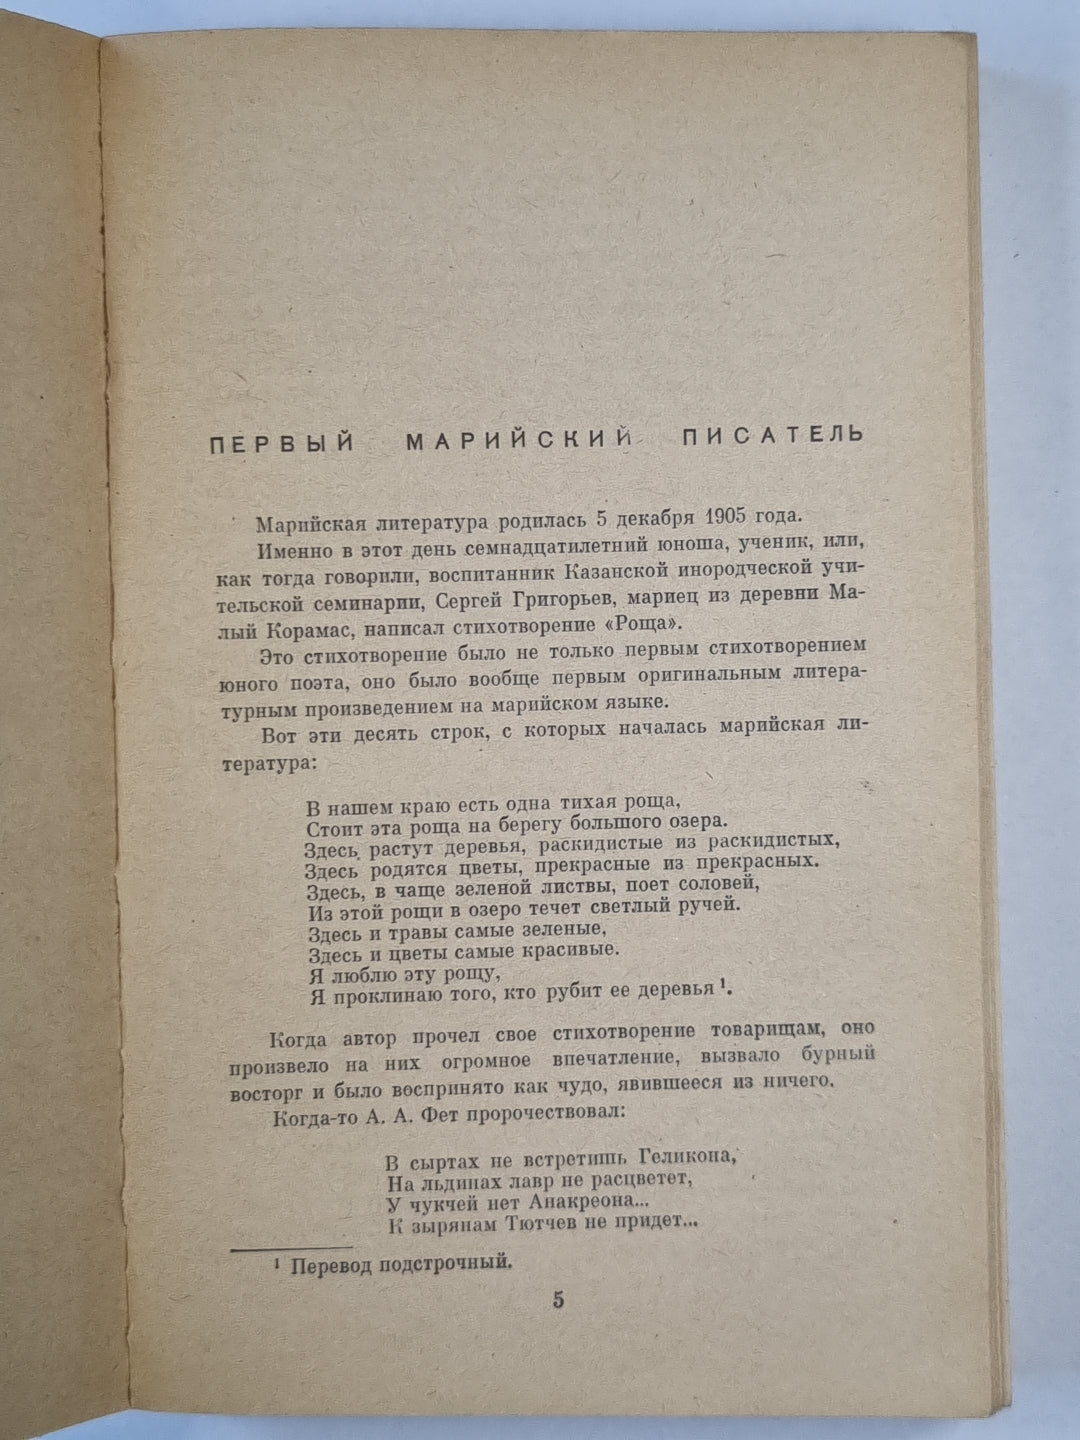 ПЕРВЫЙ МАРИЙСКИЙ ПИСАТЕЛЬ
Марийская литература родилась 5 декабря 1905 года.
Именно в этот день семнадцатилетний юноша, ученик, или,
как тогда говорили, воспитанник Казанской инородческой учи-
тельской семинарии, Сергей Григорьев, мариец из деревни Ма-
лый Корамас, написал стихотворение «Роща».
Это стихотворение было не только первым стихотворением
юного поэта, оно было вообще первым оригинальным литера-
турным произведением на марийском языке.
Вот эти десять строк, с которых началась марийская ли-
тература:
В нашем краю есть одна тихая роща,
Стоит эта роща на берегу большого озера.
Здесь растут деревья, раскидистые из раскидистых,
Здесь родятся цветы, прекрасные из прекрасных.
Здесь, в чаще зеленой листвы, поет соловей,
Из этой рощи в озеро течет светлый ручей.
Здесь и травы самые зеленые,
Здесь и цветы самые красивые.
Я люблю эту рощу,
Я проклинаю того, кто рубит ее деревья ¹.
Когда автор прочел свое стихотворение товарищам, оно
произвело на них огромное впечатление, вызвало бурный
восторг и было воспринято как чудо, явившееся из ничего.
Когда-то А. А. Фет пророчествовал:
В сыртах не встретишь Геликона,
На льдинах лавр не расцветет,
У чукчей нет Анакреона...
К зырянам Тютчев не придет...
¹ Перевод подстрочный.
5